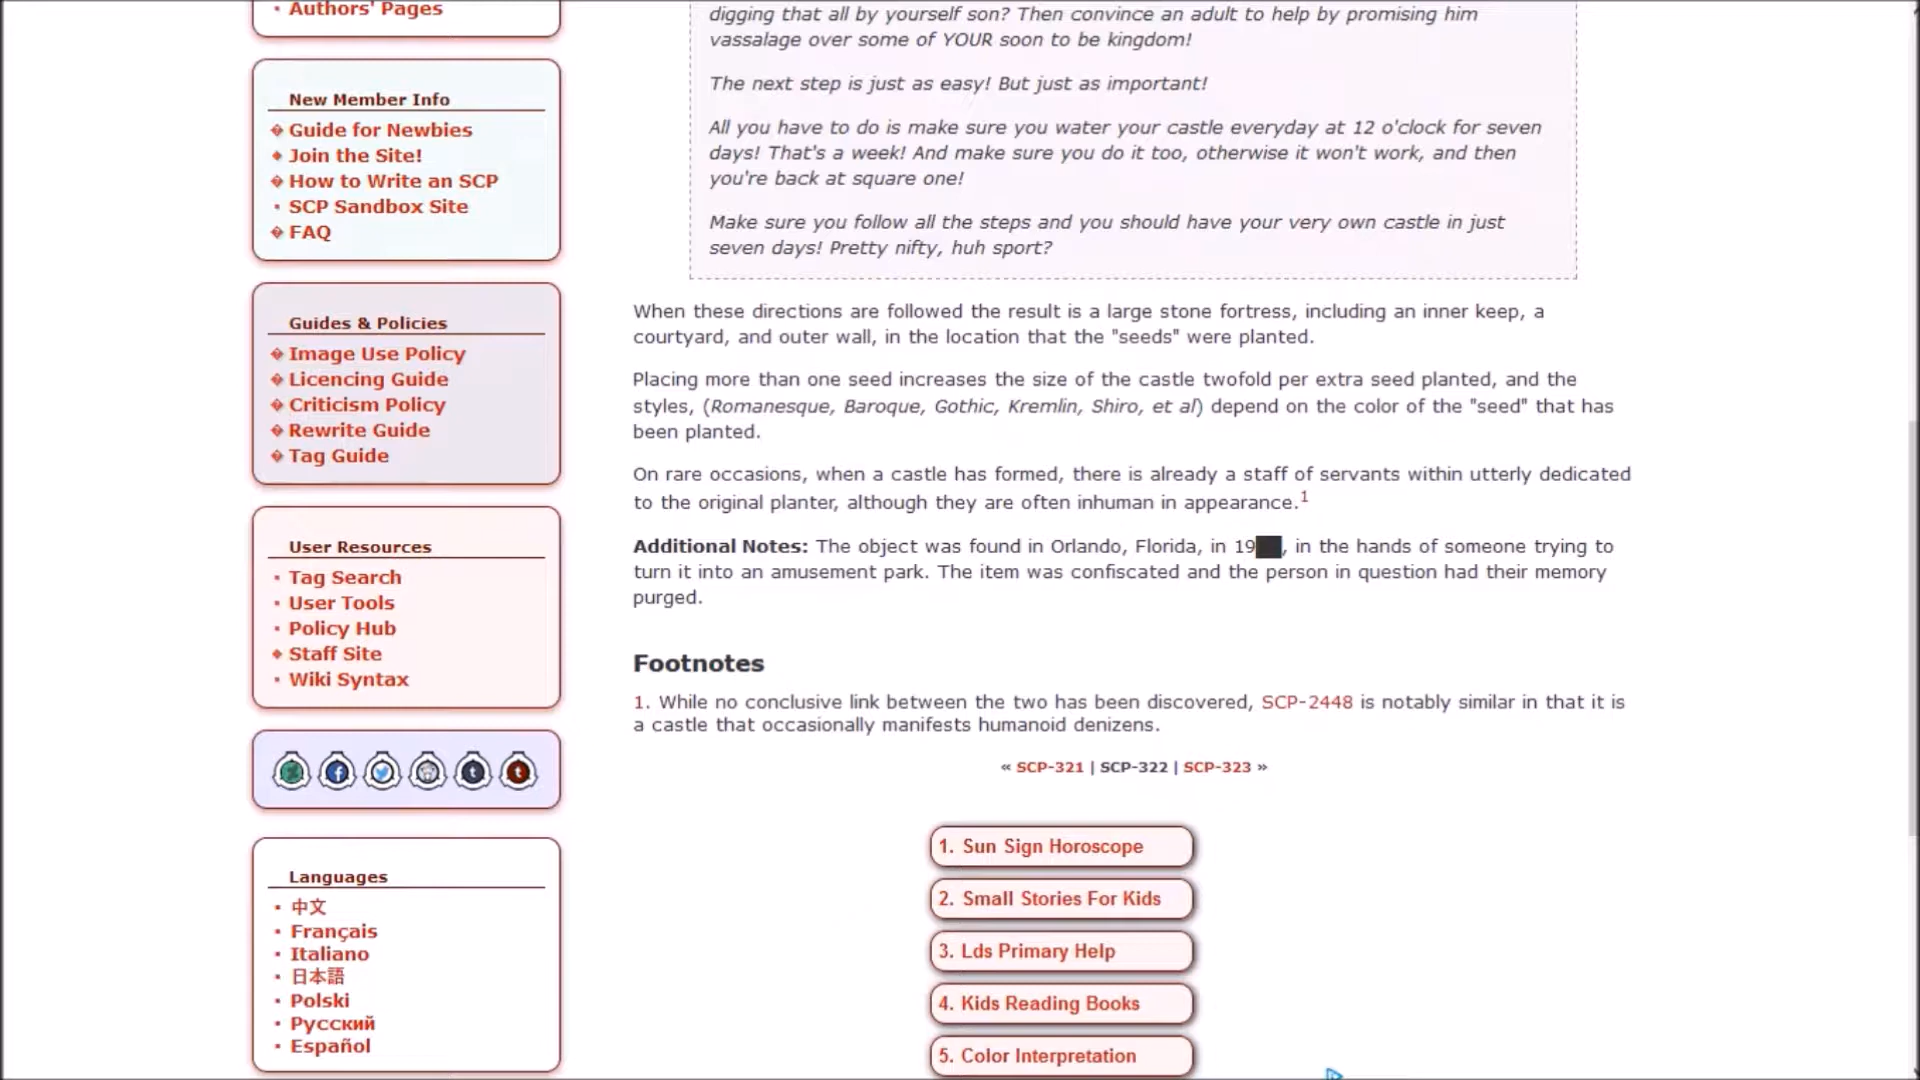 Authors' Pages
New Member Info
Guide for Newbies
Join the Site!
How to Write an SCP
SCP Sandbox Site
FAQ
Guides & Policies
Image Use Policy
Licencing Guide
Criticism Policy
Rewrite Guide
Tag Guide
User Resources
Tag Search
User Tools
Policy Hub
Staff Site
Wiki Syntax
Languages
中文
Français
Italiano
日本語
Polski
Русский
Español
digging that all by yourself son? Then convince an adult to help by promising him
vassalage over some of YOUR soon to be kingdom!
The next step is just as easy! But just as important!
All you have to do is make sure you water your castle everyday at 12 o'clock for seven
days! That's a week! And make sure you do it too, otherwise it won't work, and then
you're back at square one!
Make sure you follow all the steps and you should have your very own castle in just
seven days! Pretty nifty, huh sport?
When these directions are followed the result is a large stone fortress, including an inner keep, a
courtyard, and outer wall, in the location that the "seeds" were planted.
Placing more than one seed increases the size of the castle twofold per extra seed planted, and the
styles, (Romanesque, Baroque, Gothic, Kremlin, Shiro, et al) depend on the color of the "seed" that has
been planted.
On rare occasions, when a castle has formed, there is already a staff of servants within utterly dedicated
to the original planter, although they are often inhuman in appearance.1
Additional Notes: The object was found in Orlando, Florida, in 19██, in the hands of someone trying to
turn it into an amusement park. The item was confiscated and the person in question had their memory
purged.
Footnotes
1. While no conclusive link between the two has been discovered, SCP-2448 is notably similar in that it is
a castle that occasionally manifests humanoid denizens.
« SCP-321 | SCP-322 | SCP-323 »
1. Sun Sign Horoscope
2. Small Stories For Kids
3. Lds Primary Help
4. Kids Reading Books
5. Color Interpretation